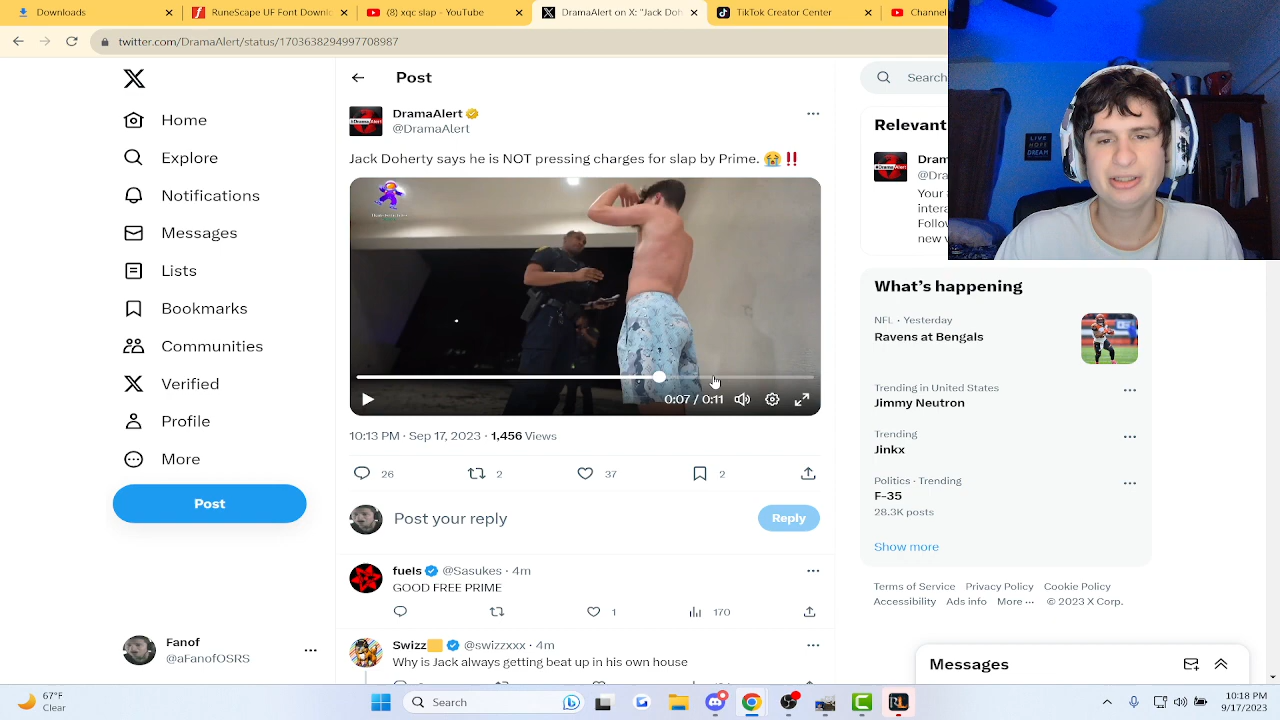 Downloads
RuneScape UF Font Downl
(8) xqc slap - YouTube
DramaAlert on X: "Jack Doh
TikTok Creator Center
twitter.com/DramaAlert/status/1703638294997708987
Home
Explore
Notifications
Messages
Lists
Bookmarks
Communities
Verified
Profile
More
Post
Fanof
@aFanofOSRS
Post
DramaAlert
@DramaAlert
Jack Doherty says he is NOT pressing charges for slap by Prime. 😭‼️
0:07 / 0:11
10:13 PM · Sep 17, 2023 · 1,456 Views
26
2
37
2
Post your reply
Reply
fuels @Sasukes · 4m
GOOD FREE PRIME
1
170
Swizz🟨 @swizzxxx · 4m
Why is Jack always getting beat up in his own house
Search
Relevant
Dram
@Dra
Your
intera
Follow
new v
LIVE
HOPE
DREAM
What's happening
NFL · Yesterday
Ravens at Bengals
Trending in United States
Jimmy Neutron
Trending
Jinkx
Politics · Trending
F-35
28.3K posts
Show more
Terms of Service Privacy Policy Cookie Policy
Accessibility Ads info More ··· © 2023 X Corp.
Messages
67°F
Clear
Search
10:18 PM
9/17/2023